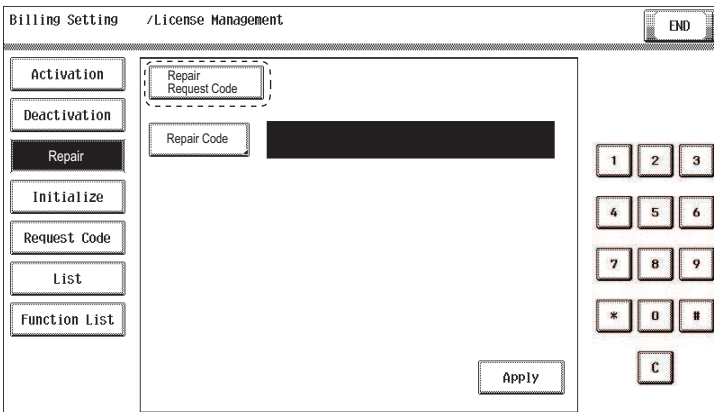 Billing Setting /License Management
END
Activation
Deactivation
Repair
Initialize
Request Code
List
Function List
Repair
Request Code
Repair Code
Apply
1 2 3
4 5 6
7 8 9
* 0 #
C